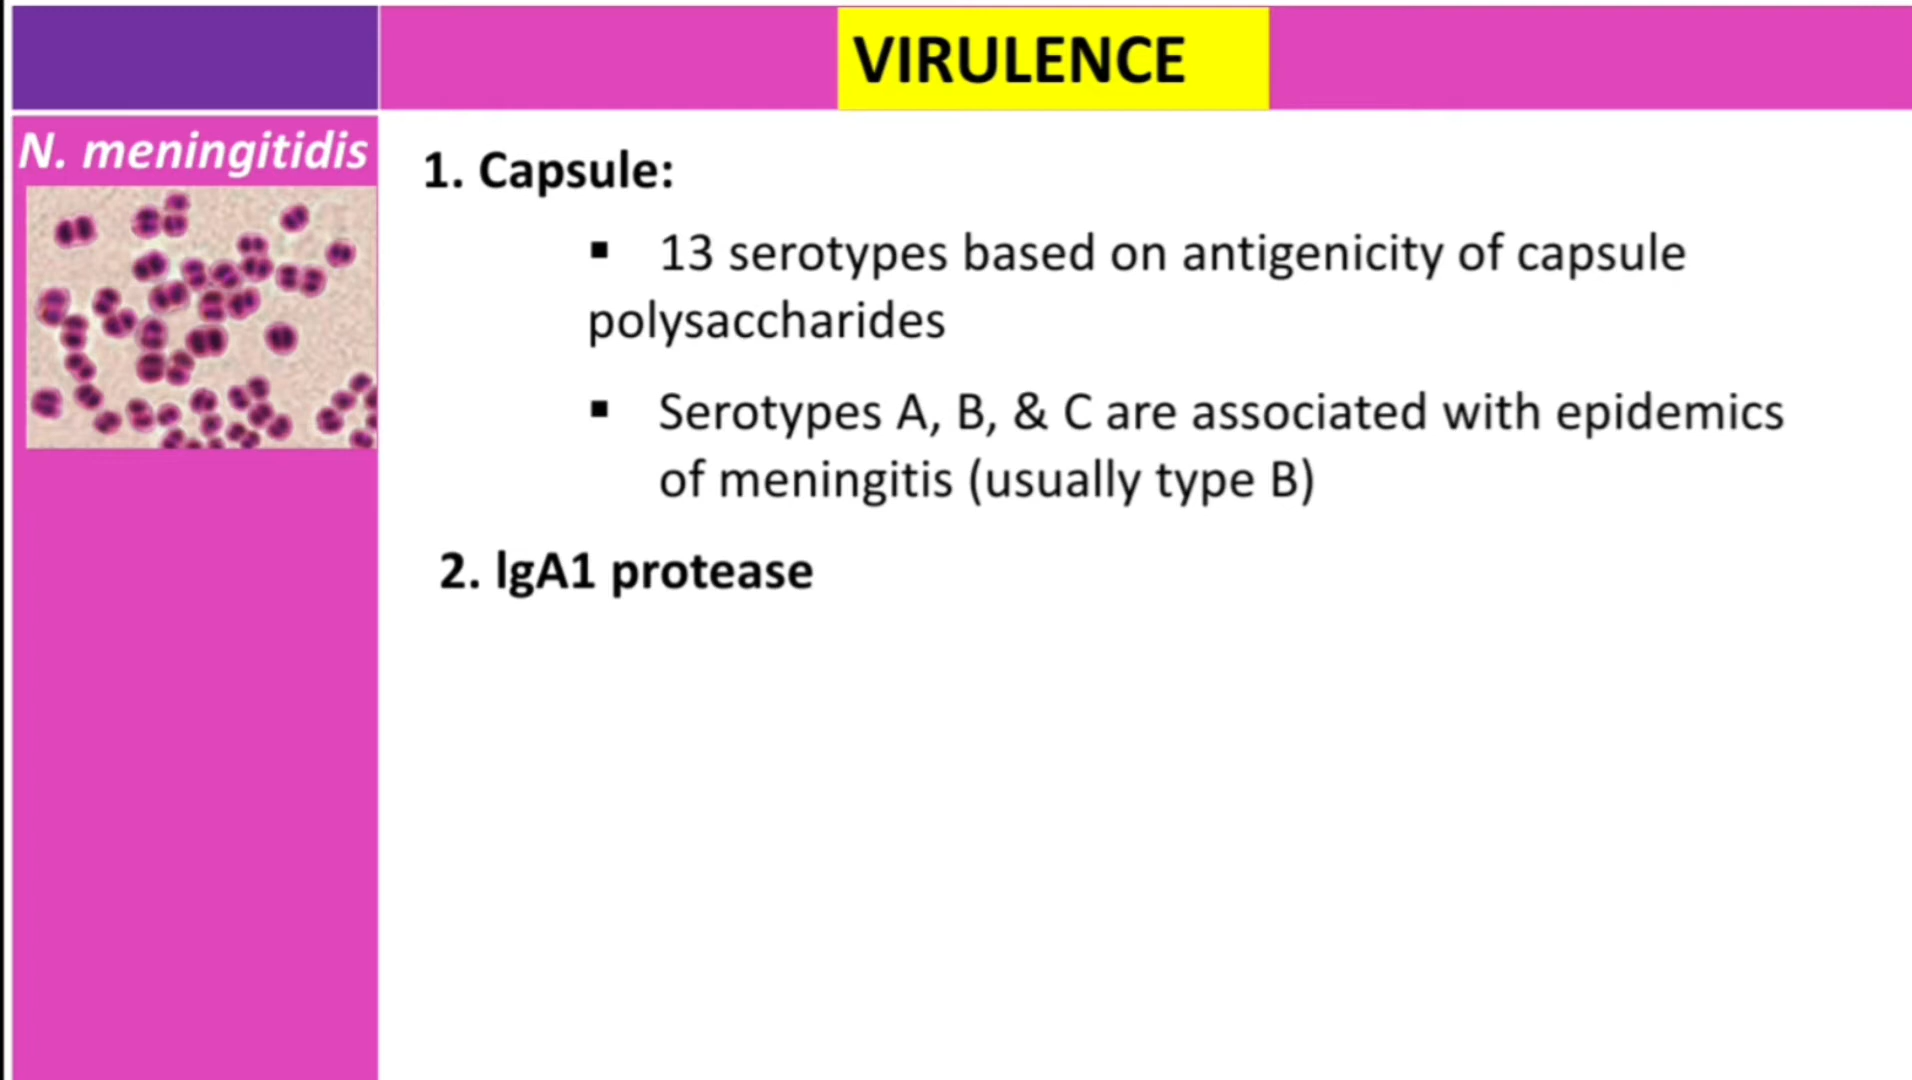 VIRULENCE
N. meningitidis
1. Capsule:
▪ 13 serotypes based on antigenicity of capsule
polysaccharides
▪ Serotypes A, B, & C are associated with epidemics
of meningitis (usually type B)
2. IgA1 protease